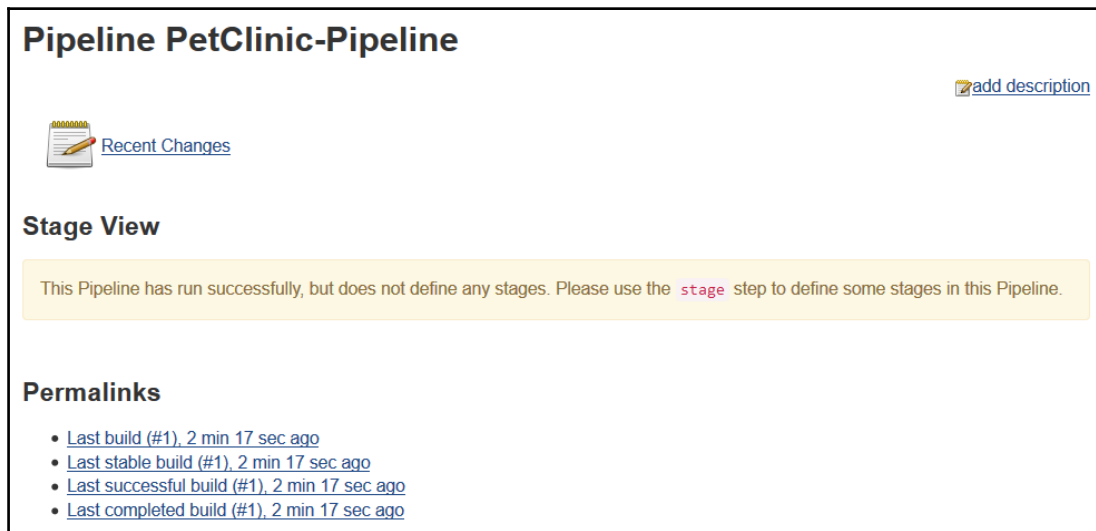 Pipeline PetClinic-Pipeline
add description
Recent Changes
Stage View
This Pipeline has run successfully, but does not define any stages. Please use the stage step to define some stages in this Pipeline.
Permalinks
Last build (#1), 2 min 17 sec ago
Last stable build (#1), 2 min 17 sec ago
Last successful build (#1), 2 min 17 sec ago
Last completed build (#1), 2 min 17 sec ago